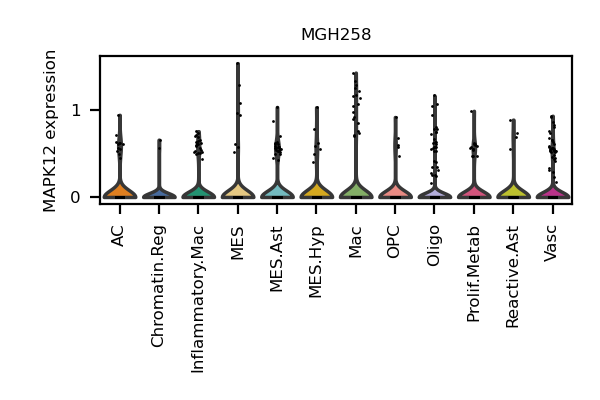 MGH258
MAPK12 expression
1
0
AC
Chromatin.Reg
Inflammatory.Mac
MES
MES.Ast
MES.Hyp
Mac
OPC
Oligo
Prolif.Metab
Reactive.Ast
Vasc